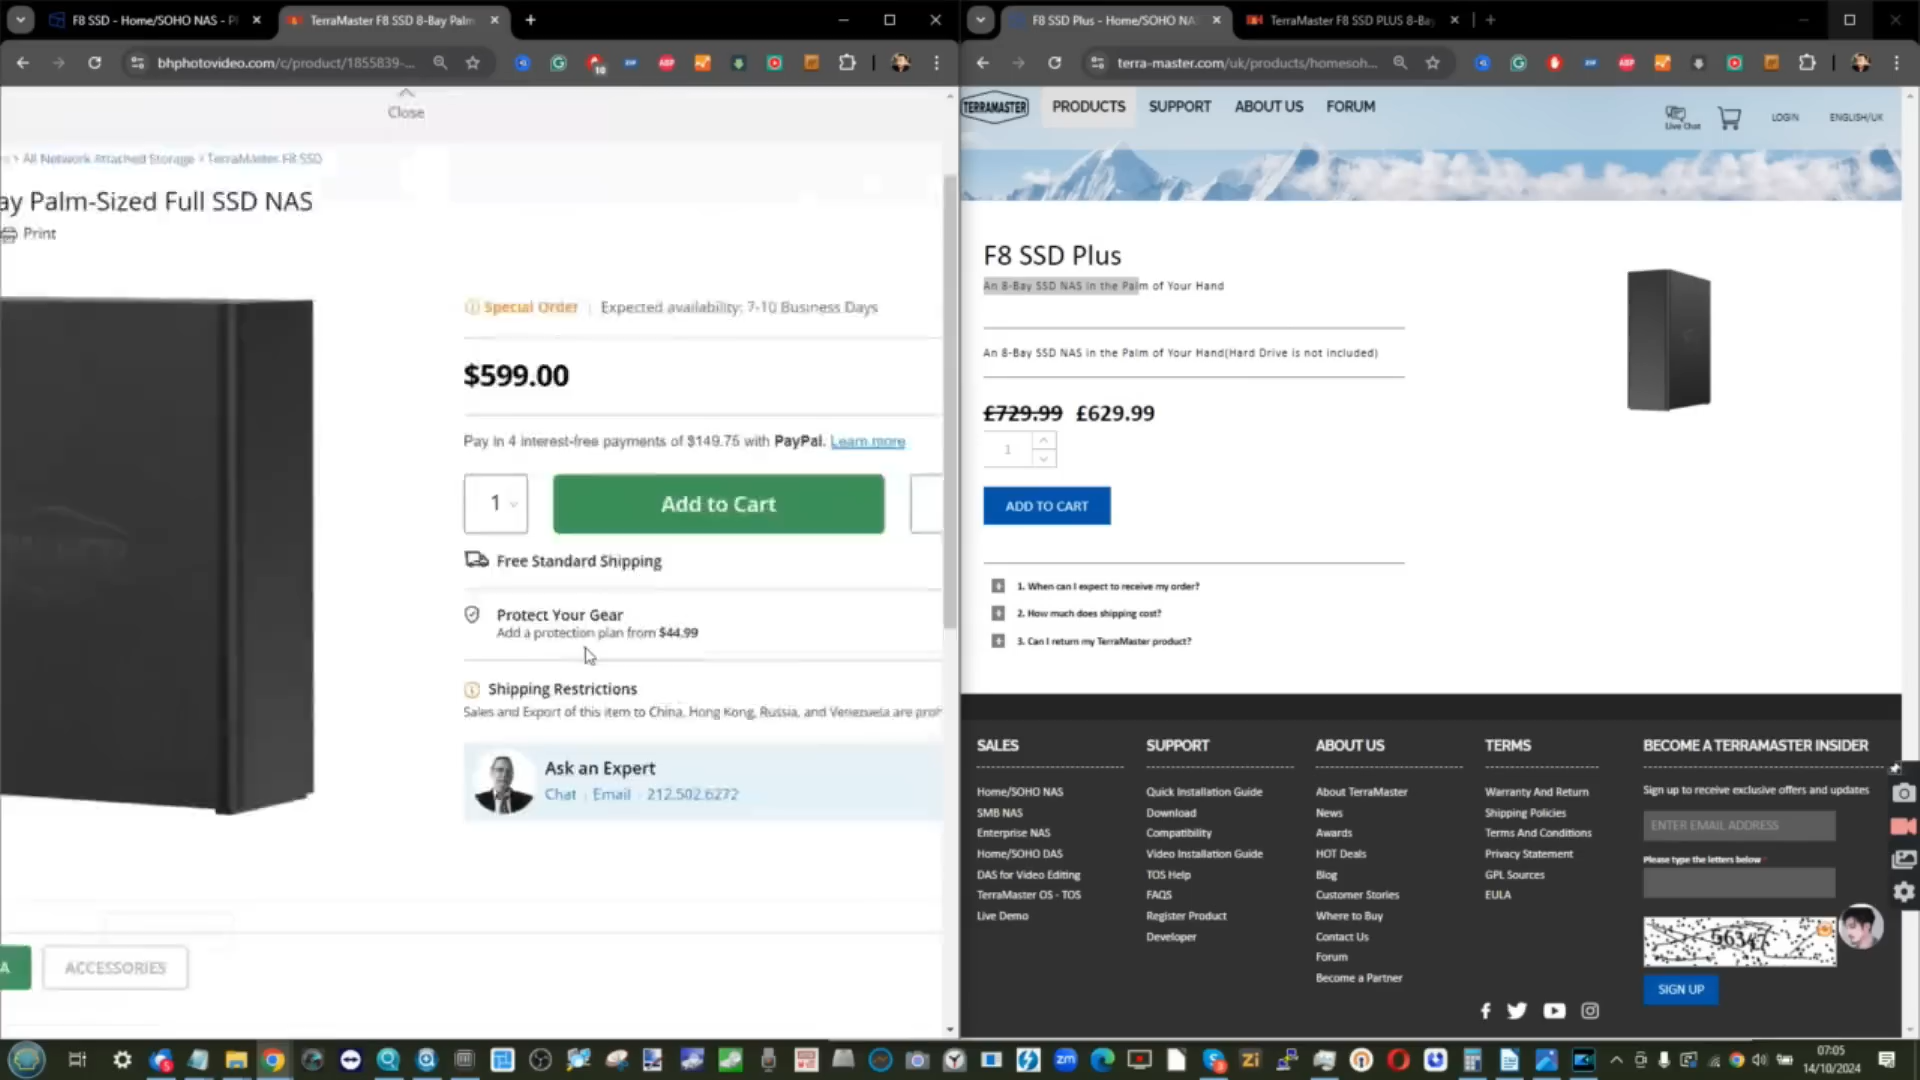 F8 SSD - Home/SOHO NAS - P
TerraMaster F8 SSD 8-Bay Palm
bhphotovideo.com/c/product/1855839-...
10
Close
All Network Attached Storage > TerraMaster F8 SSD
ay Palm-Sized Full SSD NAS
Print
Special Order | Expected availability: 7-10 Business Days
$599.00
Pay in 4 interest-free payments of $149.75 with PayPal. Learn more
1
Add to Cart
Free Standard Shipping
Protect Your Gear
Add a protection plan from $44.99
Shipping Restrictions
Sales and Export of this item to China, Hong Kong, Russia, and Venezuela are proh
Ask an Expert
Chat | Email | 212.502.6272
A
ACCESSORIES
F8 SSD Plus - Home/SOHO NA
TerraMaster F8 SSD PLUS 8-Ba
terra-master.com/uk/products/homesoh...
TERRAMASTER
PRODUCTS
SUPPORT
ABOUT US
FORUM
Live Chat
LOGIN
ENGLISH/UK
F8 SSD Plus
An 8-Bay SSD NAS in the Palm of Your Hand
An 8-Bay SSD NAS in the Palm of Your Hand(Hard Drive is not included)
£729.99 £629.99
1
ADD TO CART
1. When can I expect to receive my order?
2. How much does shipping cost?
3. Can I return my TerraMaster product?
SALES
Home/SOHO NAS
SMB NAS
Enterprise NAS
Home/SOHO DAS
DAS for Video Editing
TerraMaster OS - TOS
Live Demo
SUPPORT
Quick Installation Guide
Download
Compatibility
Video Installation Guide
TOS Help
FAQS
Register Product
Developer
ABOUT US
About TerraMaster
News
Awards
HOT Deals
Blog
Customer Stories
Where to Buy
Contact Us
Forum
Become a Partner
TERMS
Warranty And Return
Shipping Policies
Terms And Conditions
Privacy Statement
GPL Sources
EULA
BECOME A TERRAMASTER INSIDER
Sign up to receive exclusive offers and updates
ENTER EMAIL ADDRESS
Please type the letters below *
56347
SIGN UP
zm
Zi
07:05
14/10/2024